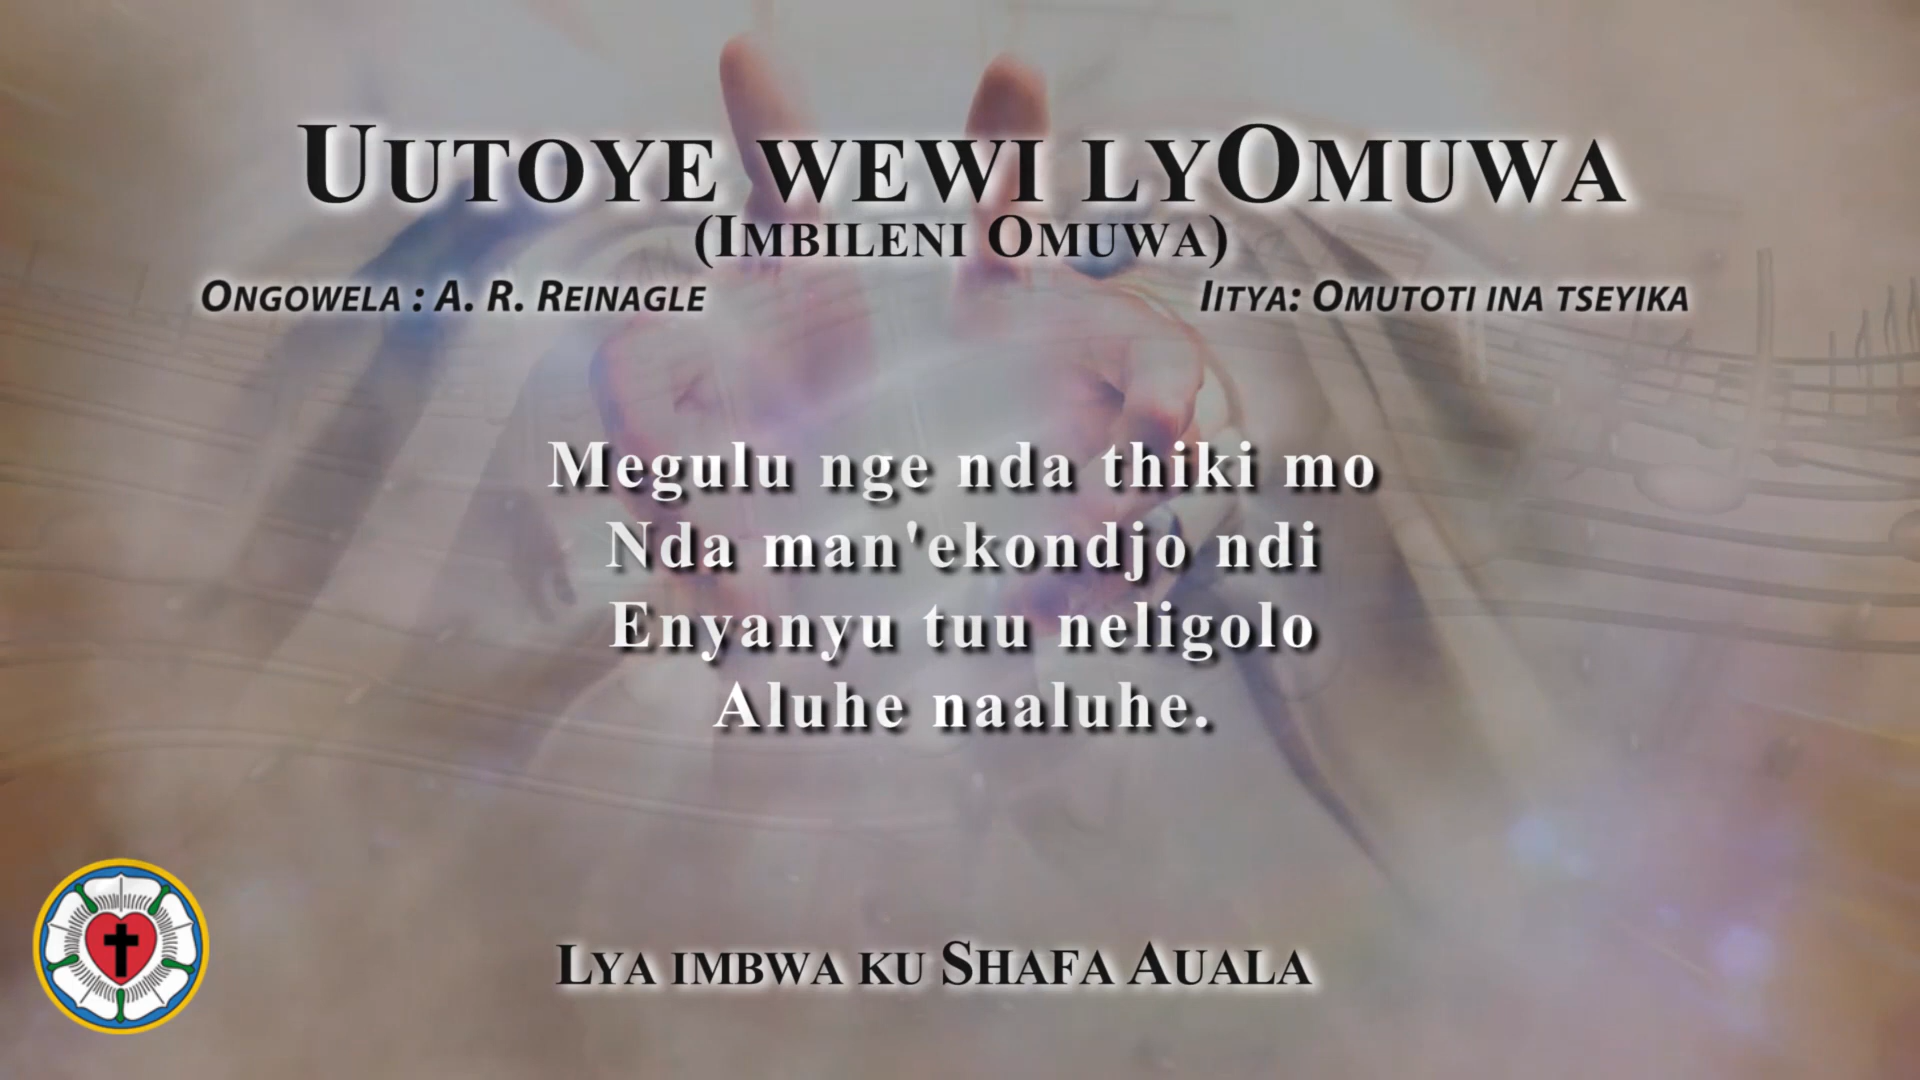 UUTOYE WEWI LYOMUWA
(IMBILENI OMUWA)
ONGOWELA : A. R. REINAGLE
IITYA: OMUTOTI INA TSEYIKA
Megulu nge nda thiki mo
Nda man'ekondjo ndi
Enyanyu tuu neligolo
Aluhe naaluhe.
LYA IMBWA KU SHAFA AUALA